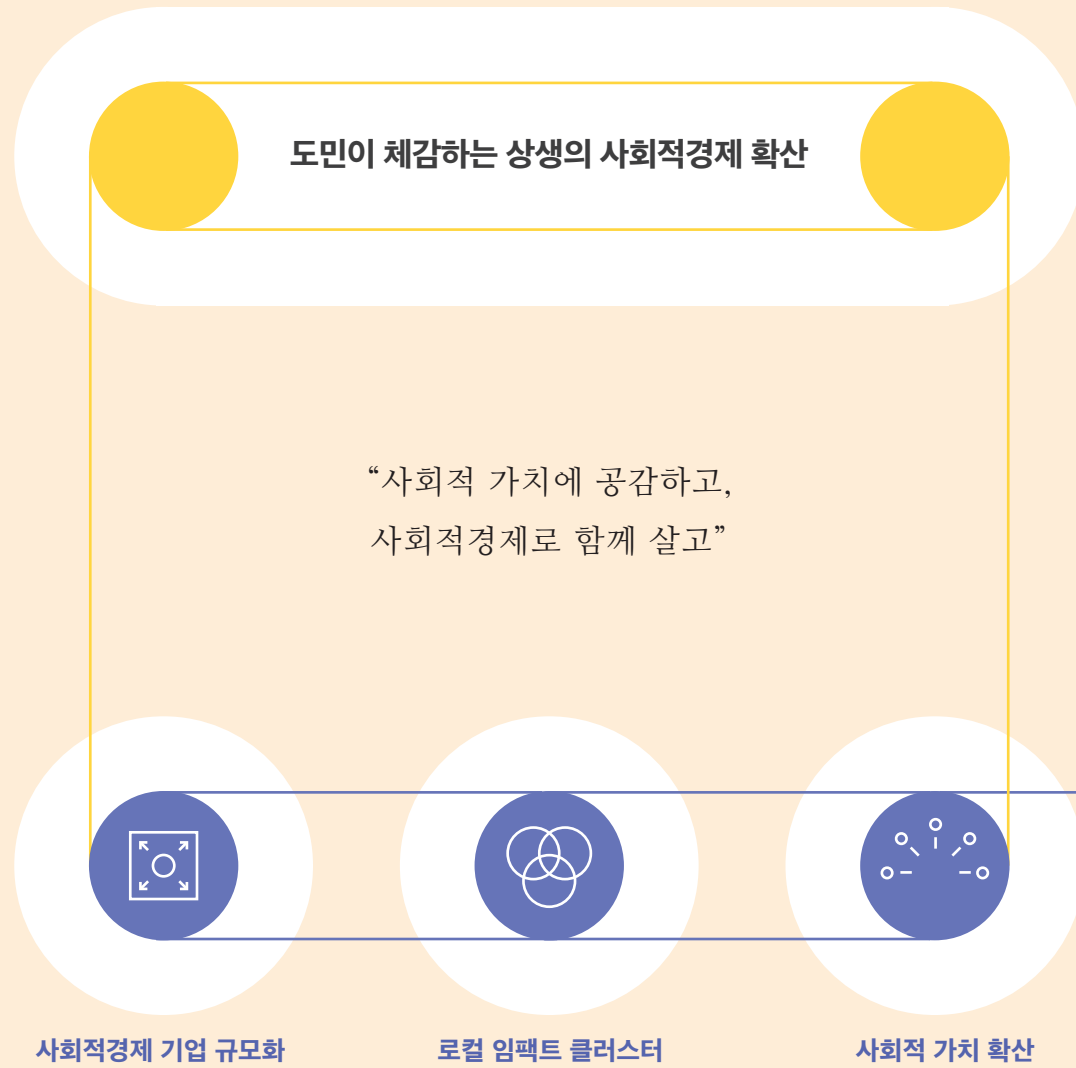 도민이 체감하는 상생의 사회적경제 확산
“사회적 가치에 공감하고,
사회적경제로 함께 살고”
사회적경제 기업 규모화
로컬 임팩트 클러스터
사회적 가치 확산